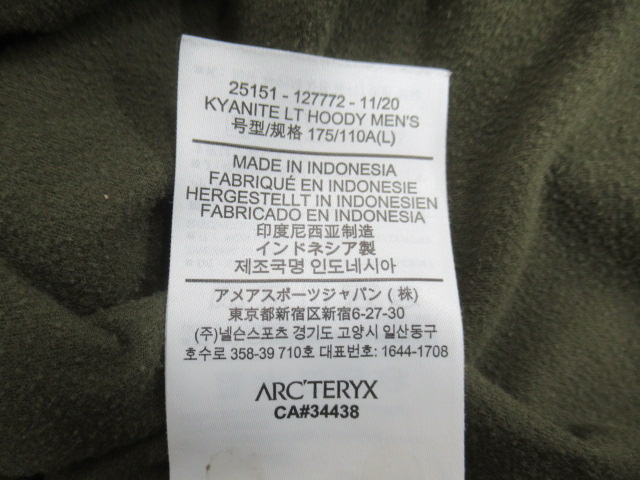 25151 - 127772 - 11/20
KYANITE LT HOODY MEN'S
号型/规格 175/110A(L)
MADE IN INDONESIA
FABRIQUÉ EN INDONESIE
HERGESTELLT IN INDONESIEN
FABRICADO EN INDONESIA
印度尼西亚制造
インドネシア製
제조국명 인도네시아
アメアスポーツジャパン (株)
東京都新宿区新宿6-27-30
(주)넬슨스포츠 경기도 고양시 일산동구
호수로 358-39 710호 대표번호: 1644-1708
ARC'TERYX
CA#34438